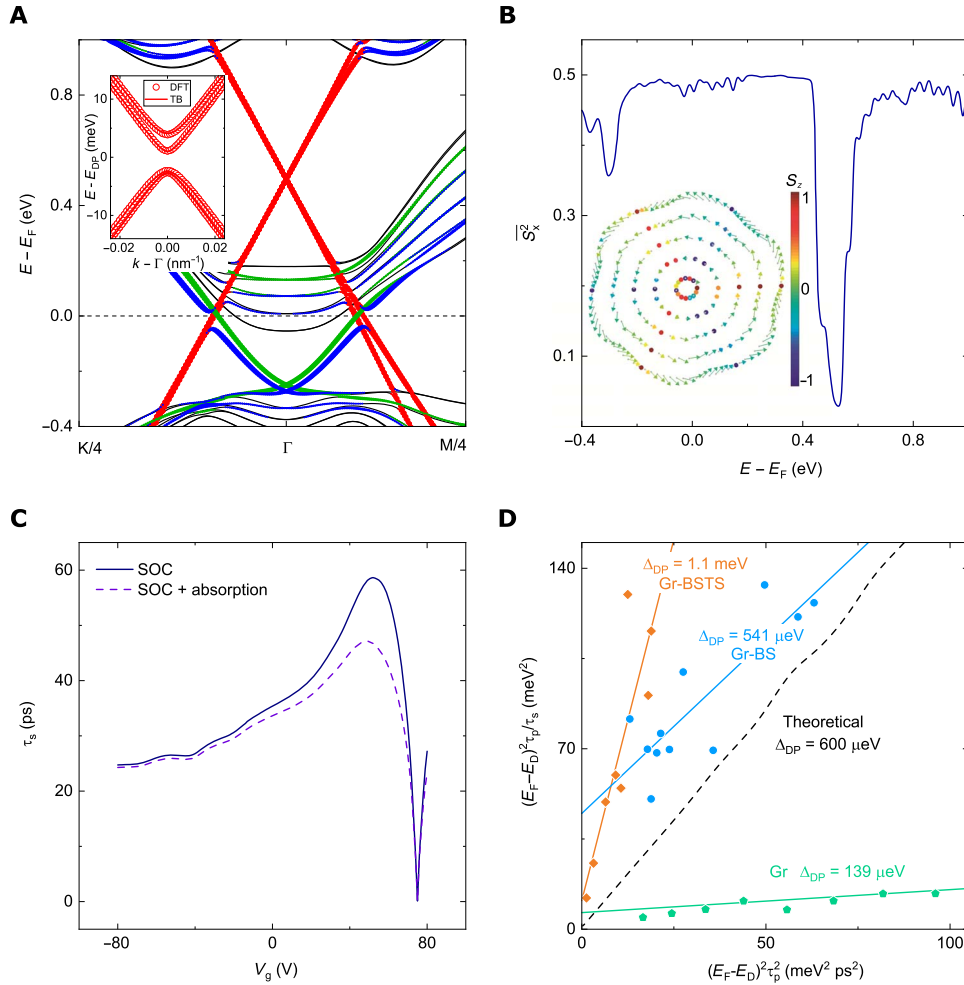 A
E − E_F (eV)
0.8
0.4
0.0
−0.4
K/4
Γ
M/4
E - E_DP (meV)
10
0
−10
−0.02
0.00
0.02
k − Γ (nm⁻¹)
DFT
TB
B
S̅ₓ²
0.5
0.3
0.1
−0.4
0.0
0.4
0.8
E − E_F (eV)
S_z
1
0
−1
C
τ_s (ps)
60
40
20
0
−80
0
80
V_g (V)
SOC
SOC + absorption
D
(E_F−E_D)²τ_p/τ_s (meV²)
140
70
0
0
50
100
(E_F-E_D)²τ_p² (meV² ps²)
Δ_DP = 1.1 meV
Gr-BSTS
Δ_DP = 541 μeV
Gr-BS
Theoretical
Δ_DP = 600 μeV
Gr Δ_DP = 139 μeV